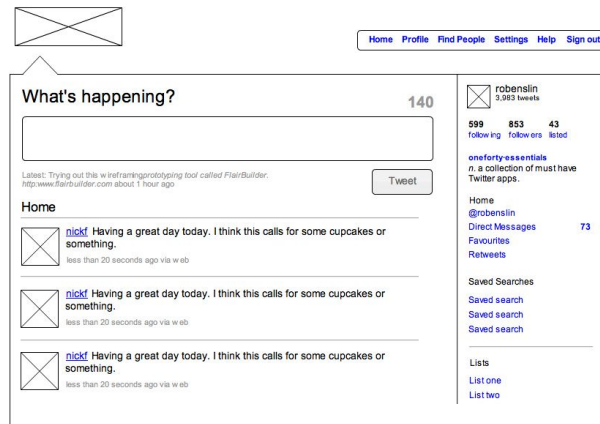 Home Profile Find People Settings Help Sign out
What's happening?
140
Latest: Trying out this wireframingprototyping tool called FlairBuilder.
http:www.flairbuilder.com about 1 hour ago
Tweet
Home
nickf Having a great day today. I think this calls for some cupcakes or
something.
less than 20 seconds ago via web
nickf Having a great day today. I think this calls for some cupcakes or
something.
less than 20 seconds ago via web
nickf Having a great day today. I think this calls for some cupcakes or
something.
less than 20 seconds ago via web
robenslin
3,983 tweets
599 853 43
following followers listed
oneforty-essentials
n. a collection of must have
Twitter apps.
Home
@robenslin
Direct Messages 73
Favourites
Retweets
Saved Searches
Saved search
Saved search
Saved search
Lists
List one
List two